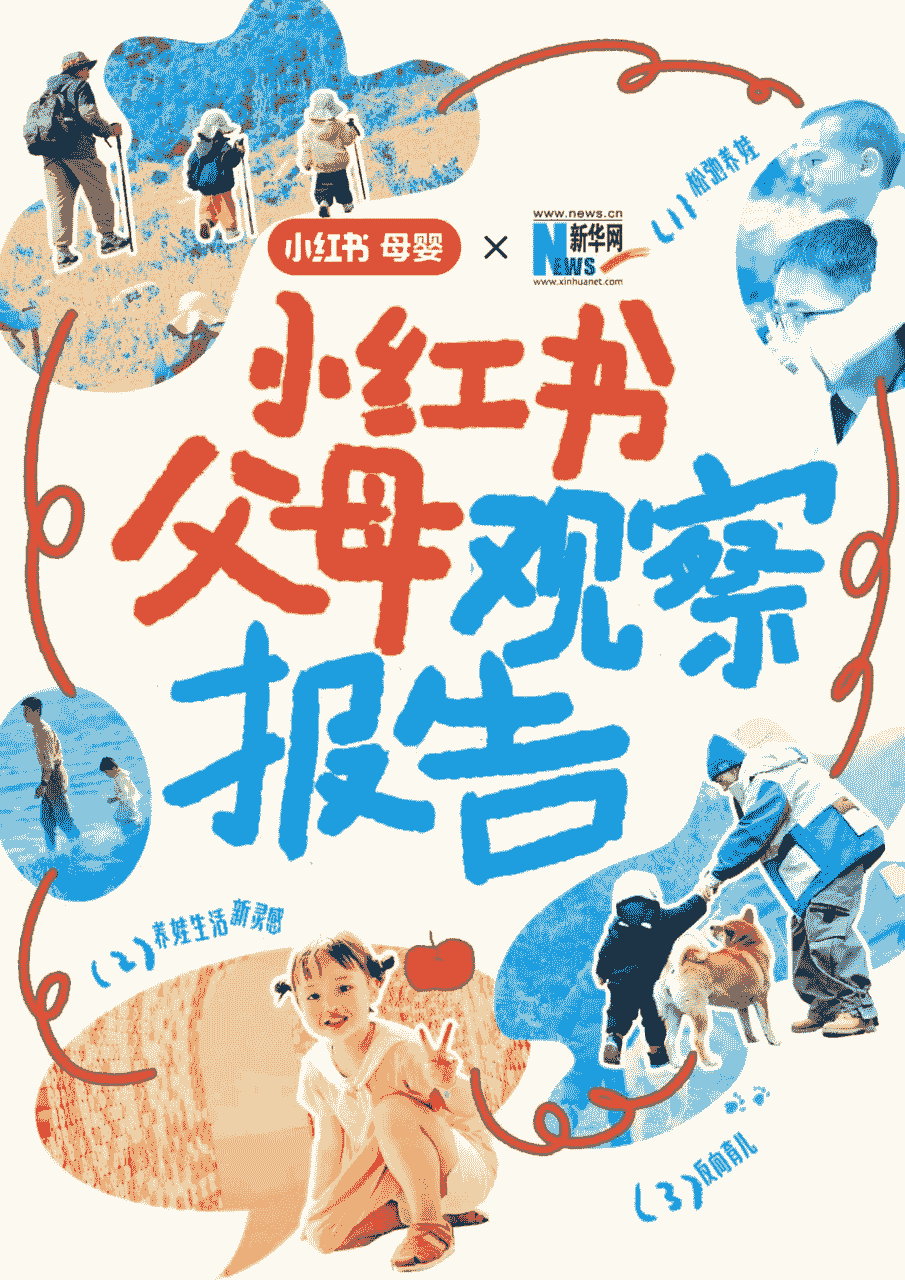 小红书 母婴
×
www.news.cn
NEWS 新华网
www.xinhuanet.com
(1) 松弛养娃
小红书
父母观察
报告
(2) 养娃生活新灵感
(3) 反向育儿